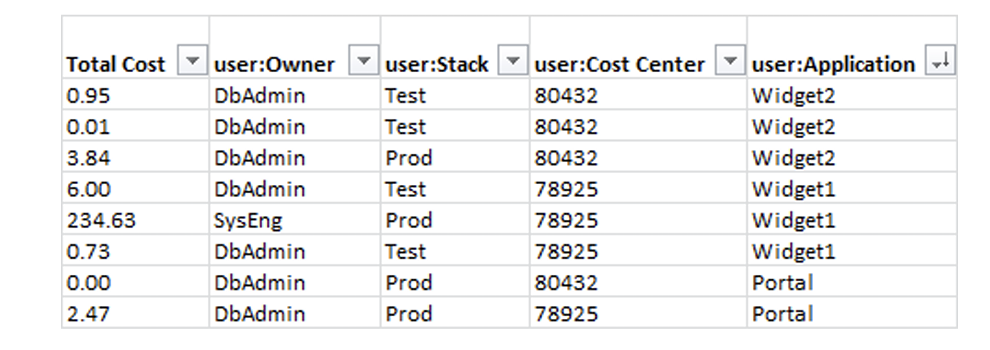 Total Cost user:Owner user:Stack user:Cost Center user:Application
0.95 DbAdmin Test 80432 Widget2
0.01 DbAdmin Test 80432 Widget2
3.84 DbAdmin Prod 80432 Widget2
6.00 DbAdmin Test 78925 Widget1
234.63 SysEng Prod 78925 Widget1
0.73 DbAdmin Test 78925 Widget1
0.00 DbAdmin Prod 80432 Portal
2.47 DbAdmin Prod 78925 Portal